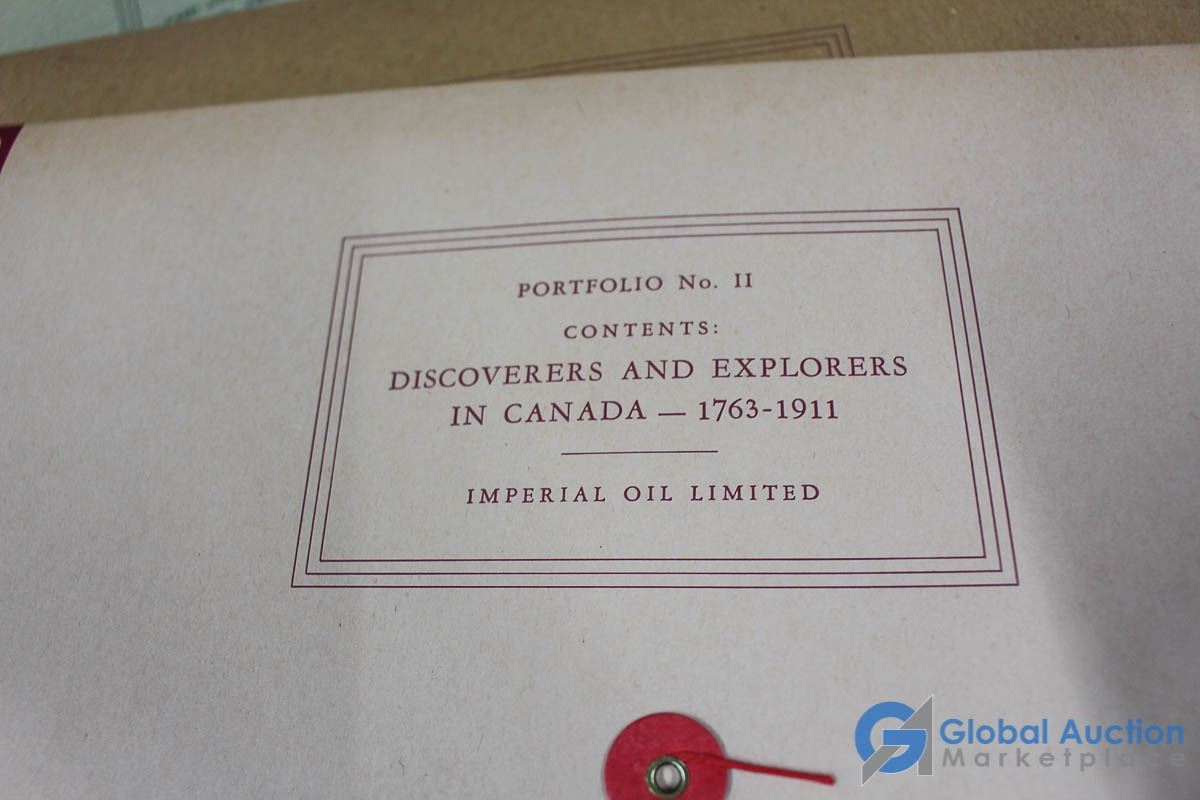 PORTFOLIO No. II
CONTENTS:
DISCOVERERS AND EXPLORERS
IN CANADA — 1763-1911
IMPERIAL OIL LIMITED
Global Auction
Marketplace